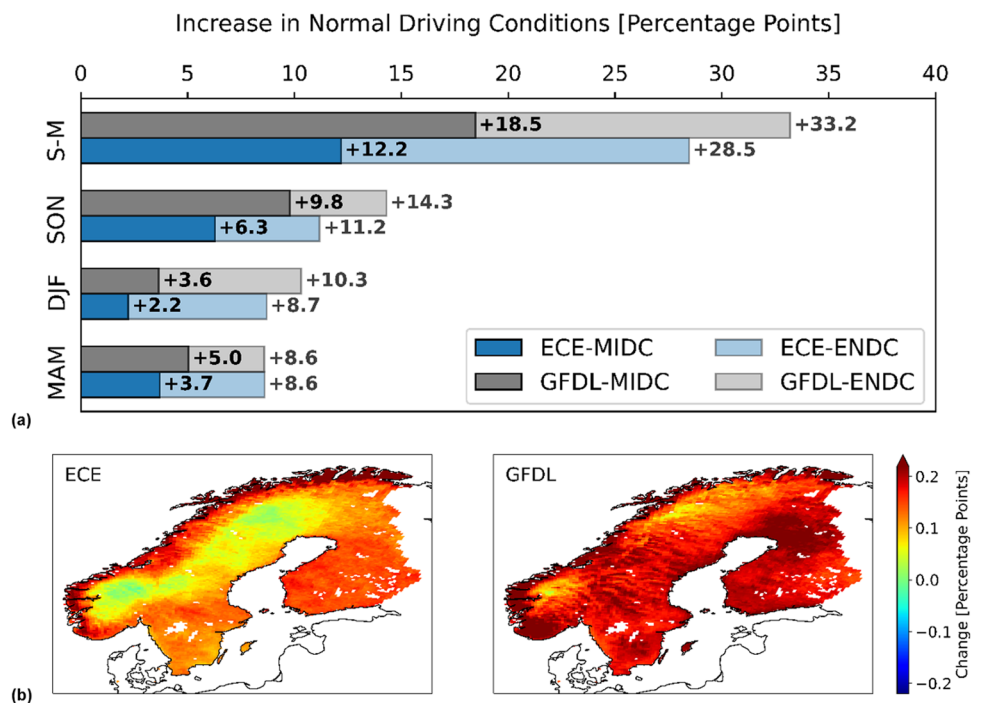 Increase in Normal Driving Conditions [Percentage Points]
0 5 10 15 20 25 30 35 40
S-M
+18.5 +33.2
+12.2 +28.5
SON
+9.8 +14.3
+6.3 +11.2
DJF
+3.6 +10.3
+2.2 +8.7
MAM
+5.0 +8.6
+3.7 +8.6
ECE-MIDC ECE-ENDC
GFDL-MIDC GFDL-ENDC
(a)
ECE
GFDL
0.2
0.1
0.0
−0.1
−0.2
Change [Percentage Points]
(b)